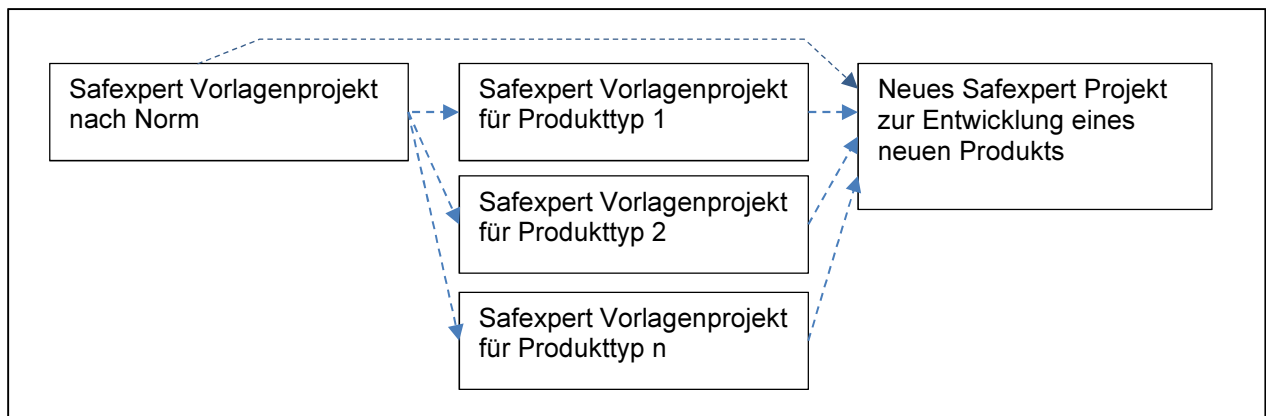 Safexpert Vorlagenprojekt
nach Norm
Safexpert Vorlagenprojekt
für Produkttyp 1
Safexpert Vorlagenprojekt
für Produkttyp 2
Safexpert Vorlagenprojekt
für Produkttyp n
Neues Safexpert Projekt
zur Entwicklung eines
neuen Produkts